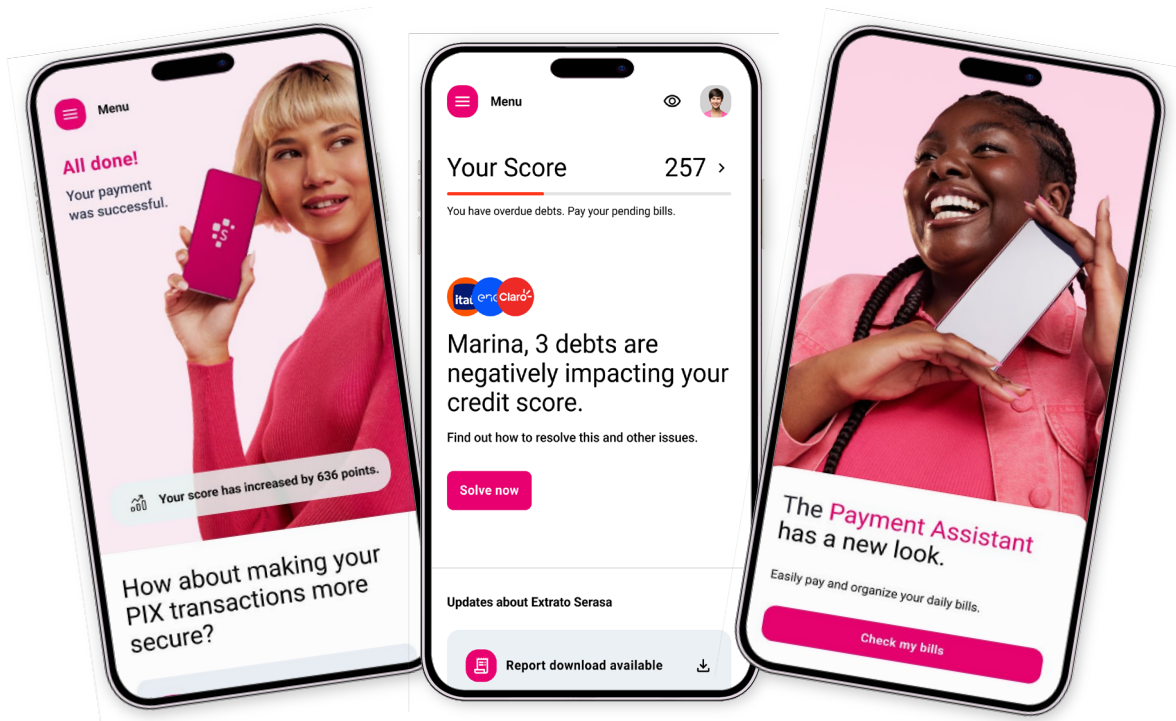 Menu
All done!
Your payment
was successful.
S
Your score has increased by 636 points.
How about making your
PIX transactions more
secure?
Menu
Your Score
257
You have overdue debts. Pay your pending bills.
itaú
enel
Claro
Marina, 3 debts are
negatively impacting your
credit score.
Find out how to resolve this and other issues.
Solve now
Updates about Extrato Serasa
Report download available
The Payment Assistant
has a new look.
Easily pay and organize your daily bills.
Check my bills